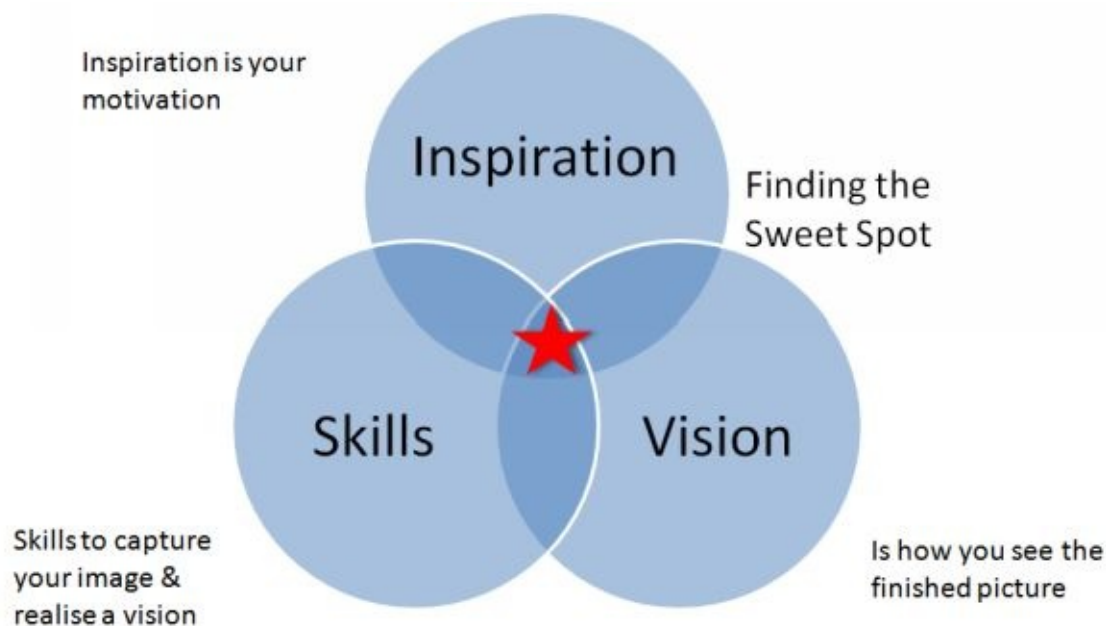 Inspiration is your
motivation
Inspiration
Finding the
Sweet Spot
Skills
Vision
Skills to capture
your image &
realise a vision
Is how you see the
finished picture